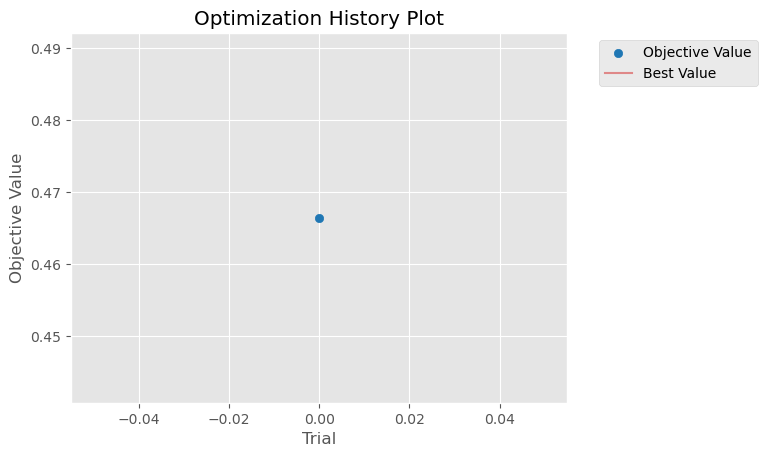 Optimization History Plot
Objective Value
Best Value
0.49
0.48
0.47
0.46
0.45
Objective Value
−0.04
−0.02
0.00
0.02
0.04
Trial